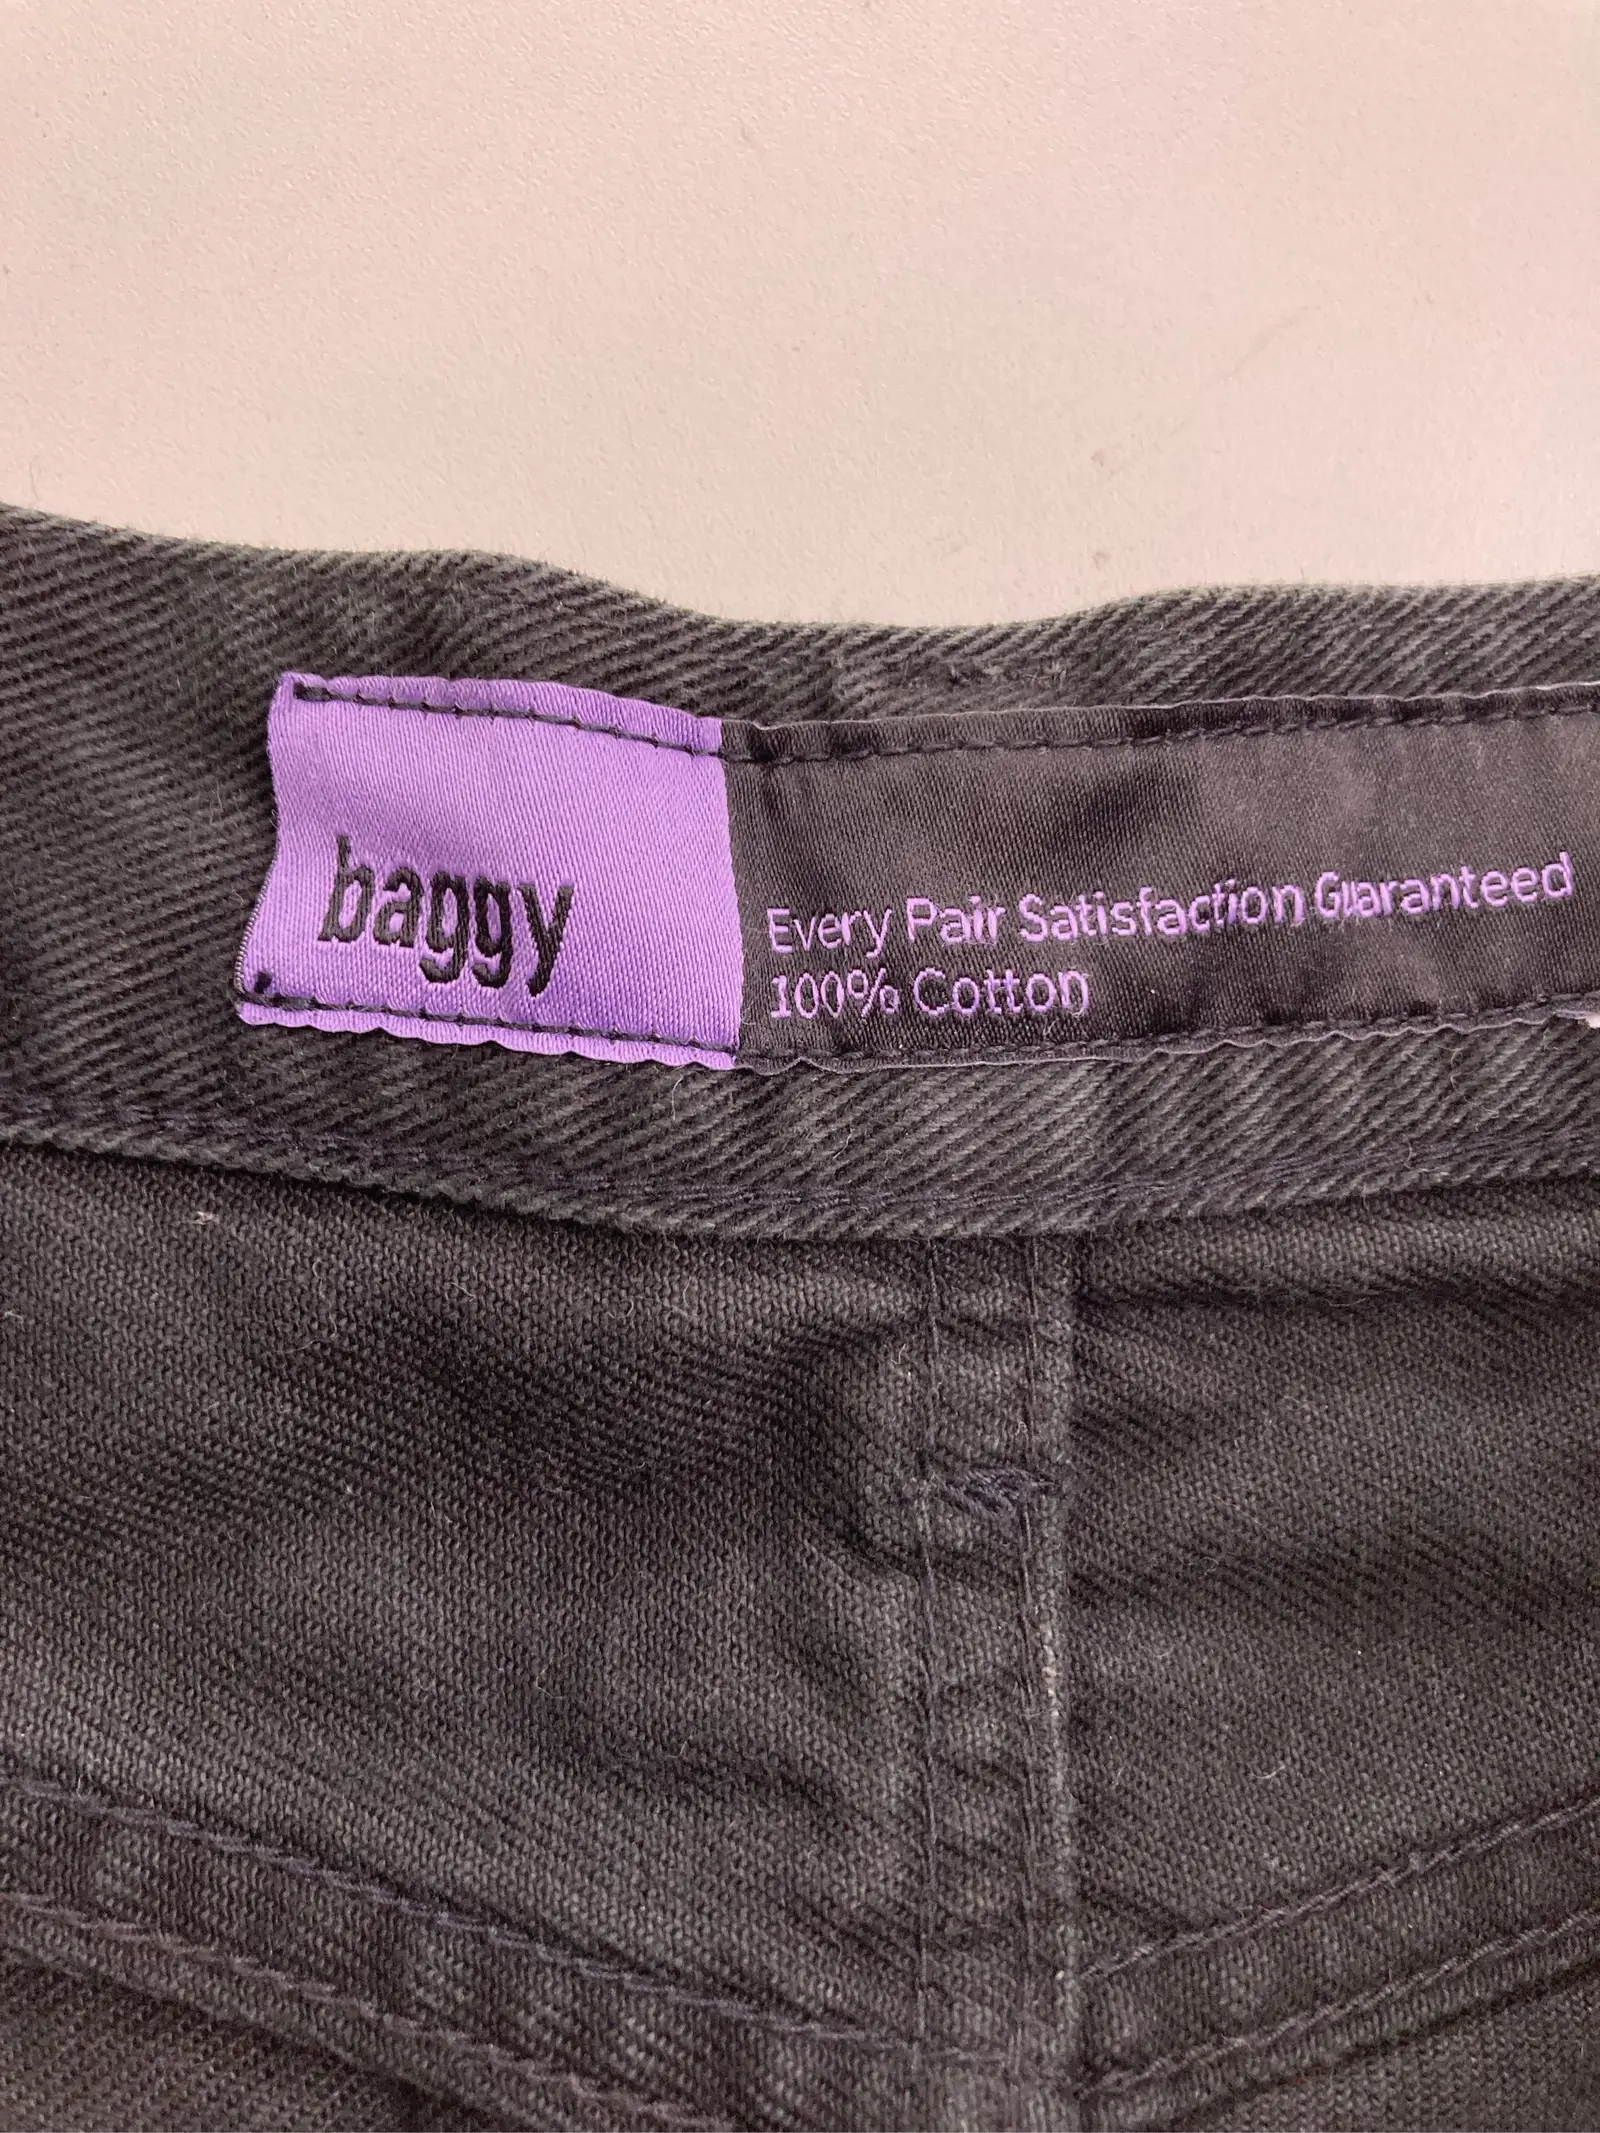 baggy
Every Pair Satisfaction Guaranteed
100% Cotton